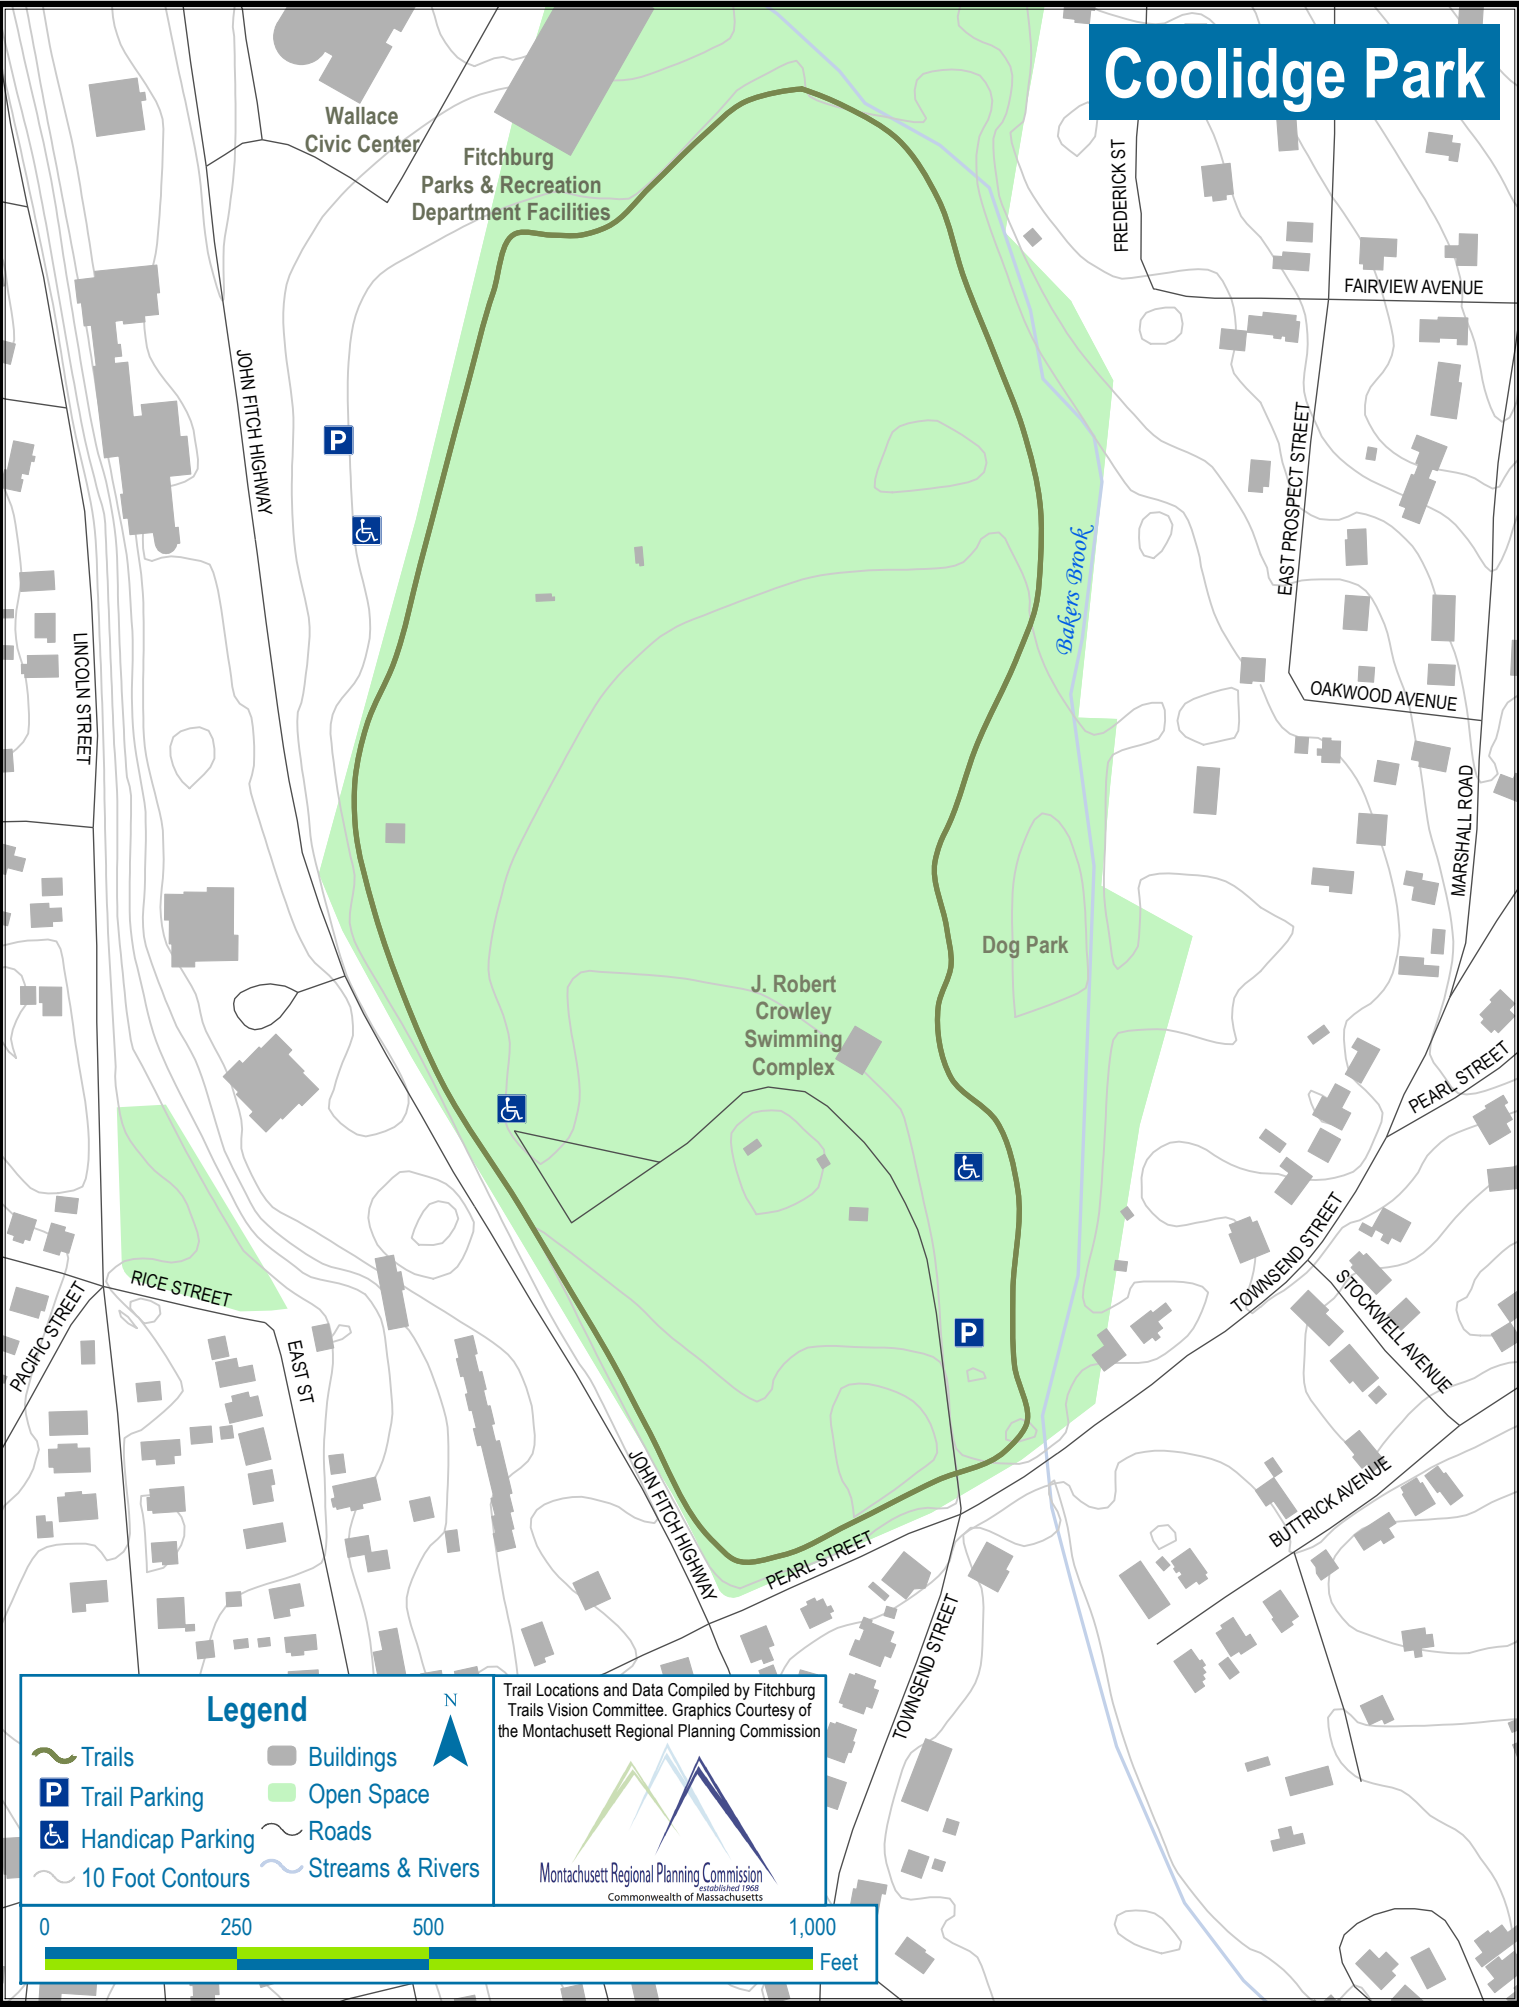 Coolidge Park
Wallace
Civic Center
Fitchburg
Parks & Recreation
Department Facilities
FREDERICK ST
FAIRVIEW AVENUE
JOHN FITCH HIGHWAY
P
EAST PROSPECT STREET
Bakers Brook
LINCOLN STREET
OAKWOOD AVENUE
MARSHALL ROAD
Dog Park
J. Robert
Crowley
Swimming
Complex
PEARL STREET
TOWNSEND STREET
RICE STREET
PACIFIC STREET
EAST ST
P
STOCKWELL AVENUE
JOHN FITCH HIGHWAY
BUTTRICK AVENUE
PEARL STREET
TOWNSEND STREET
Legend
N
Trails
Buildings
P Trail Parking
Open Space
Handicap Parking
Roads
10 Foot Contours
Streams & Rivers
Trail Locations and Data Compiled by Fitchburg
Trails Vision Committee. Graphics Courtesy of
the Montachusett Regional Planning Commission
Montachusett Regional Planning Commission
established 1968
Commonwealth of Massachusetts
0 250 500 1,000
Feet